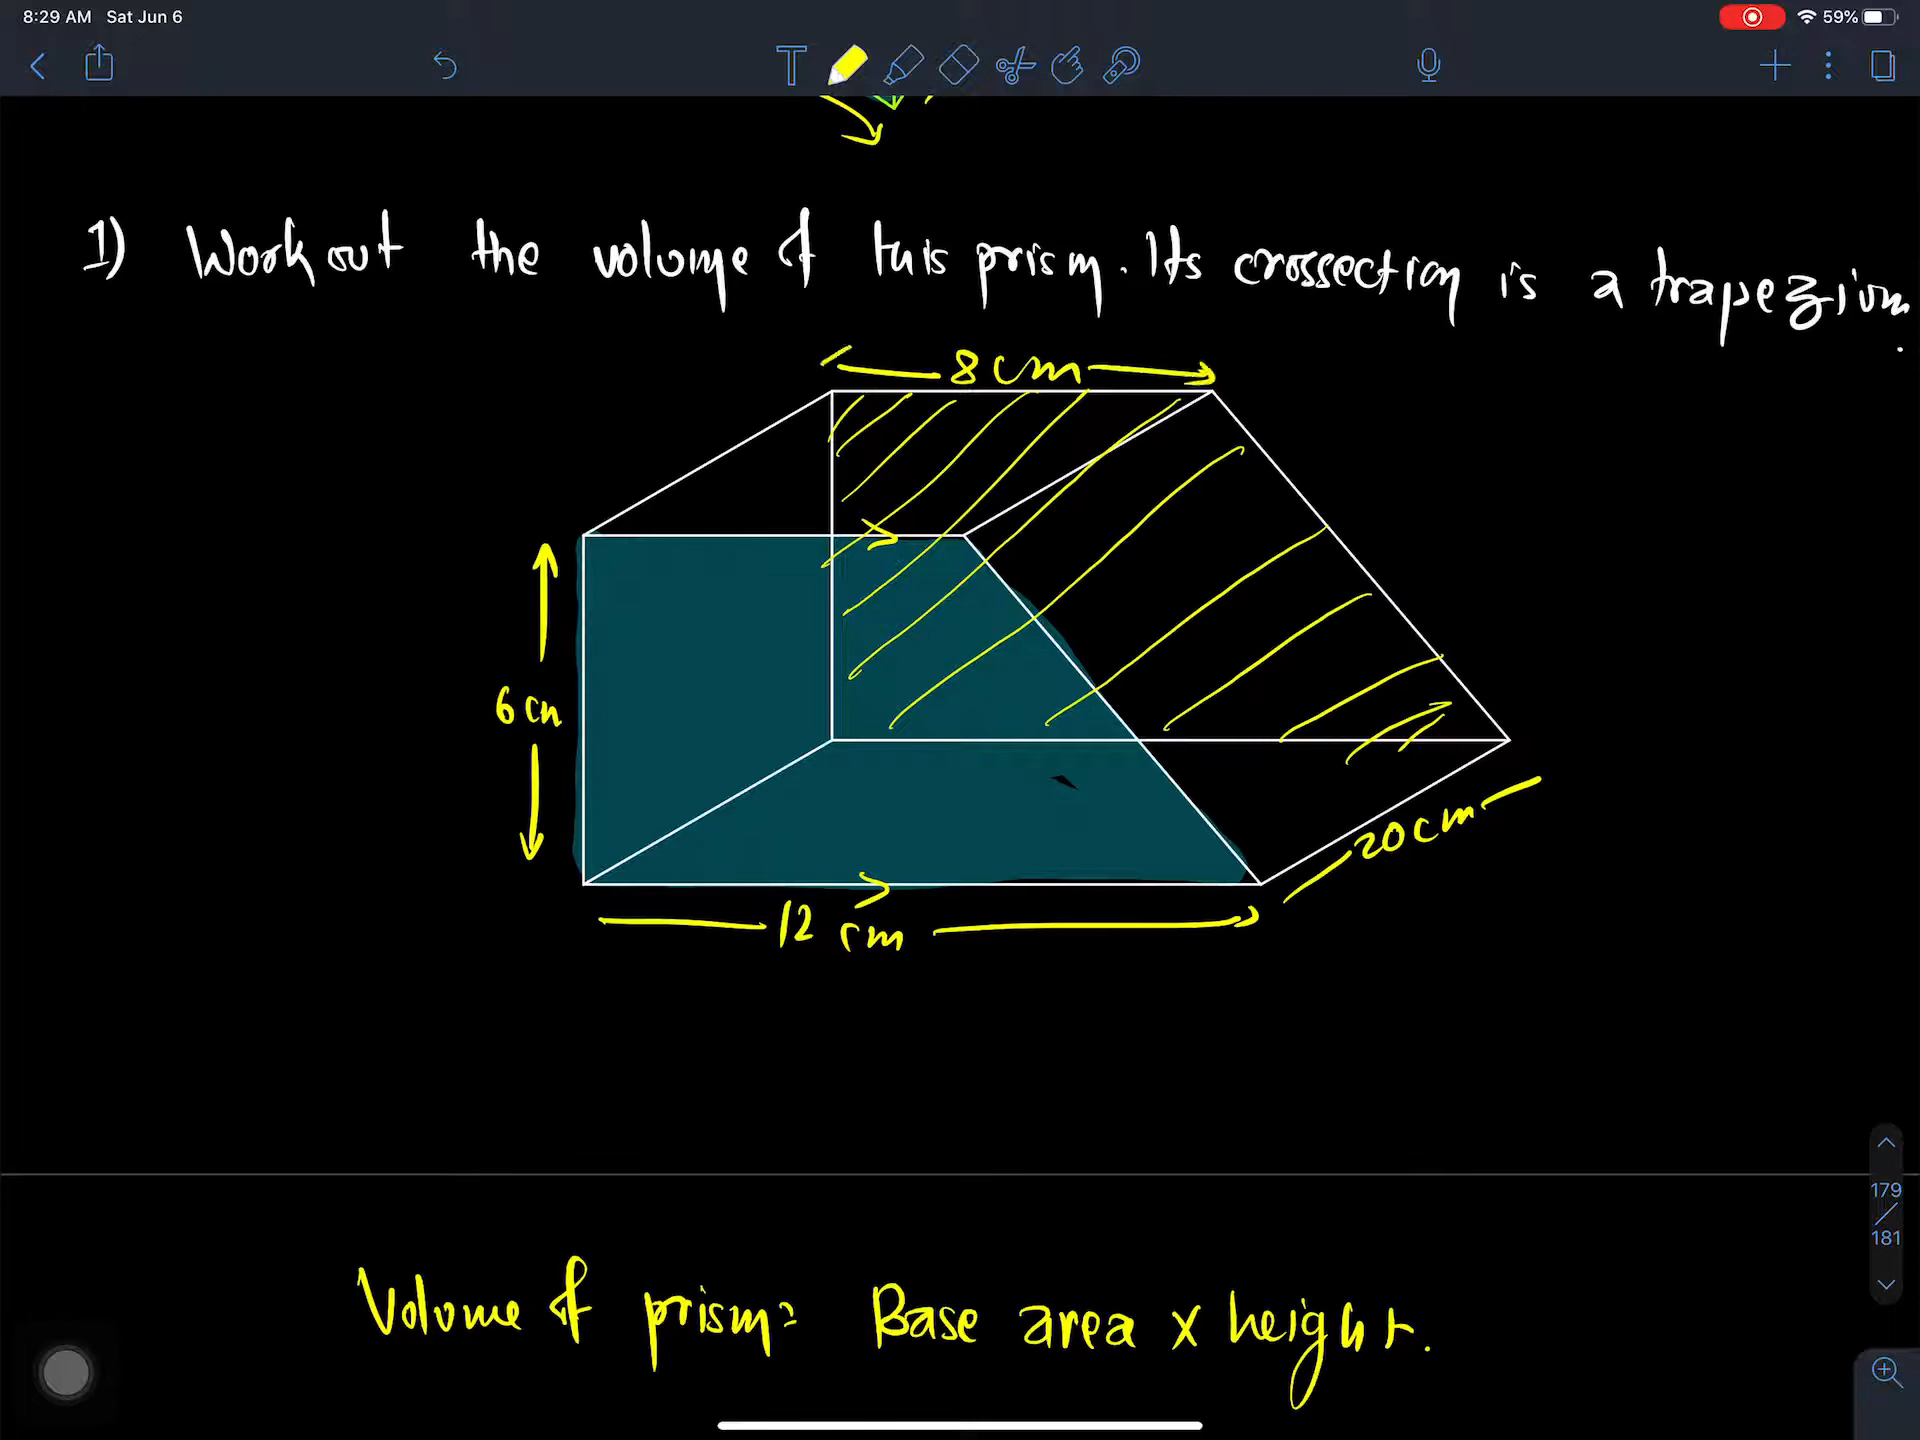 8:29 AM Sat Jun 6
59%
1) Work out the volume of this prism. Its crossection is a trapezium.
8 cm
6 cm
20 cm
12 cm
179
181
Volume of prism = Base area x height.